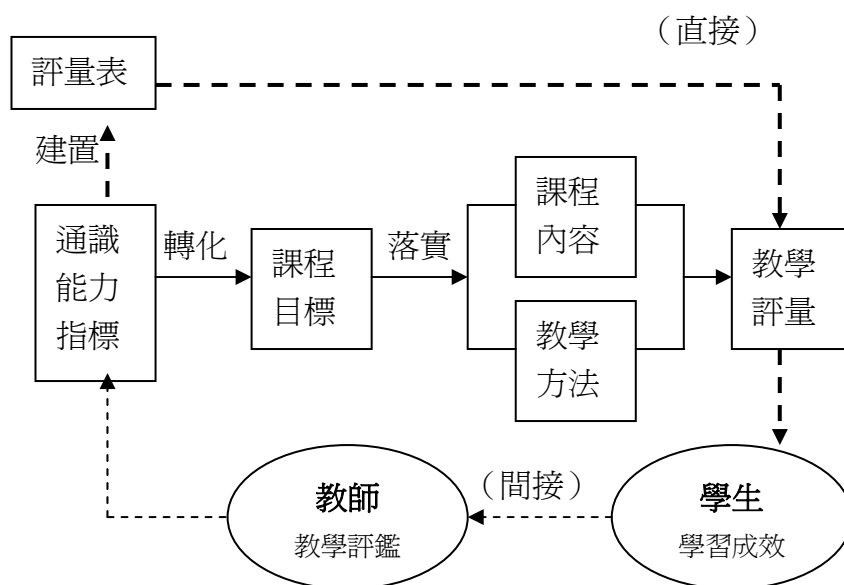 （直接）
評量表
建置
通識
能力
指標
轉化
課程
目標
落實
課程
內容
教學
方法
教學
評量
教師
教學評鑑
（間接）
學生
學習成效